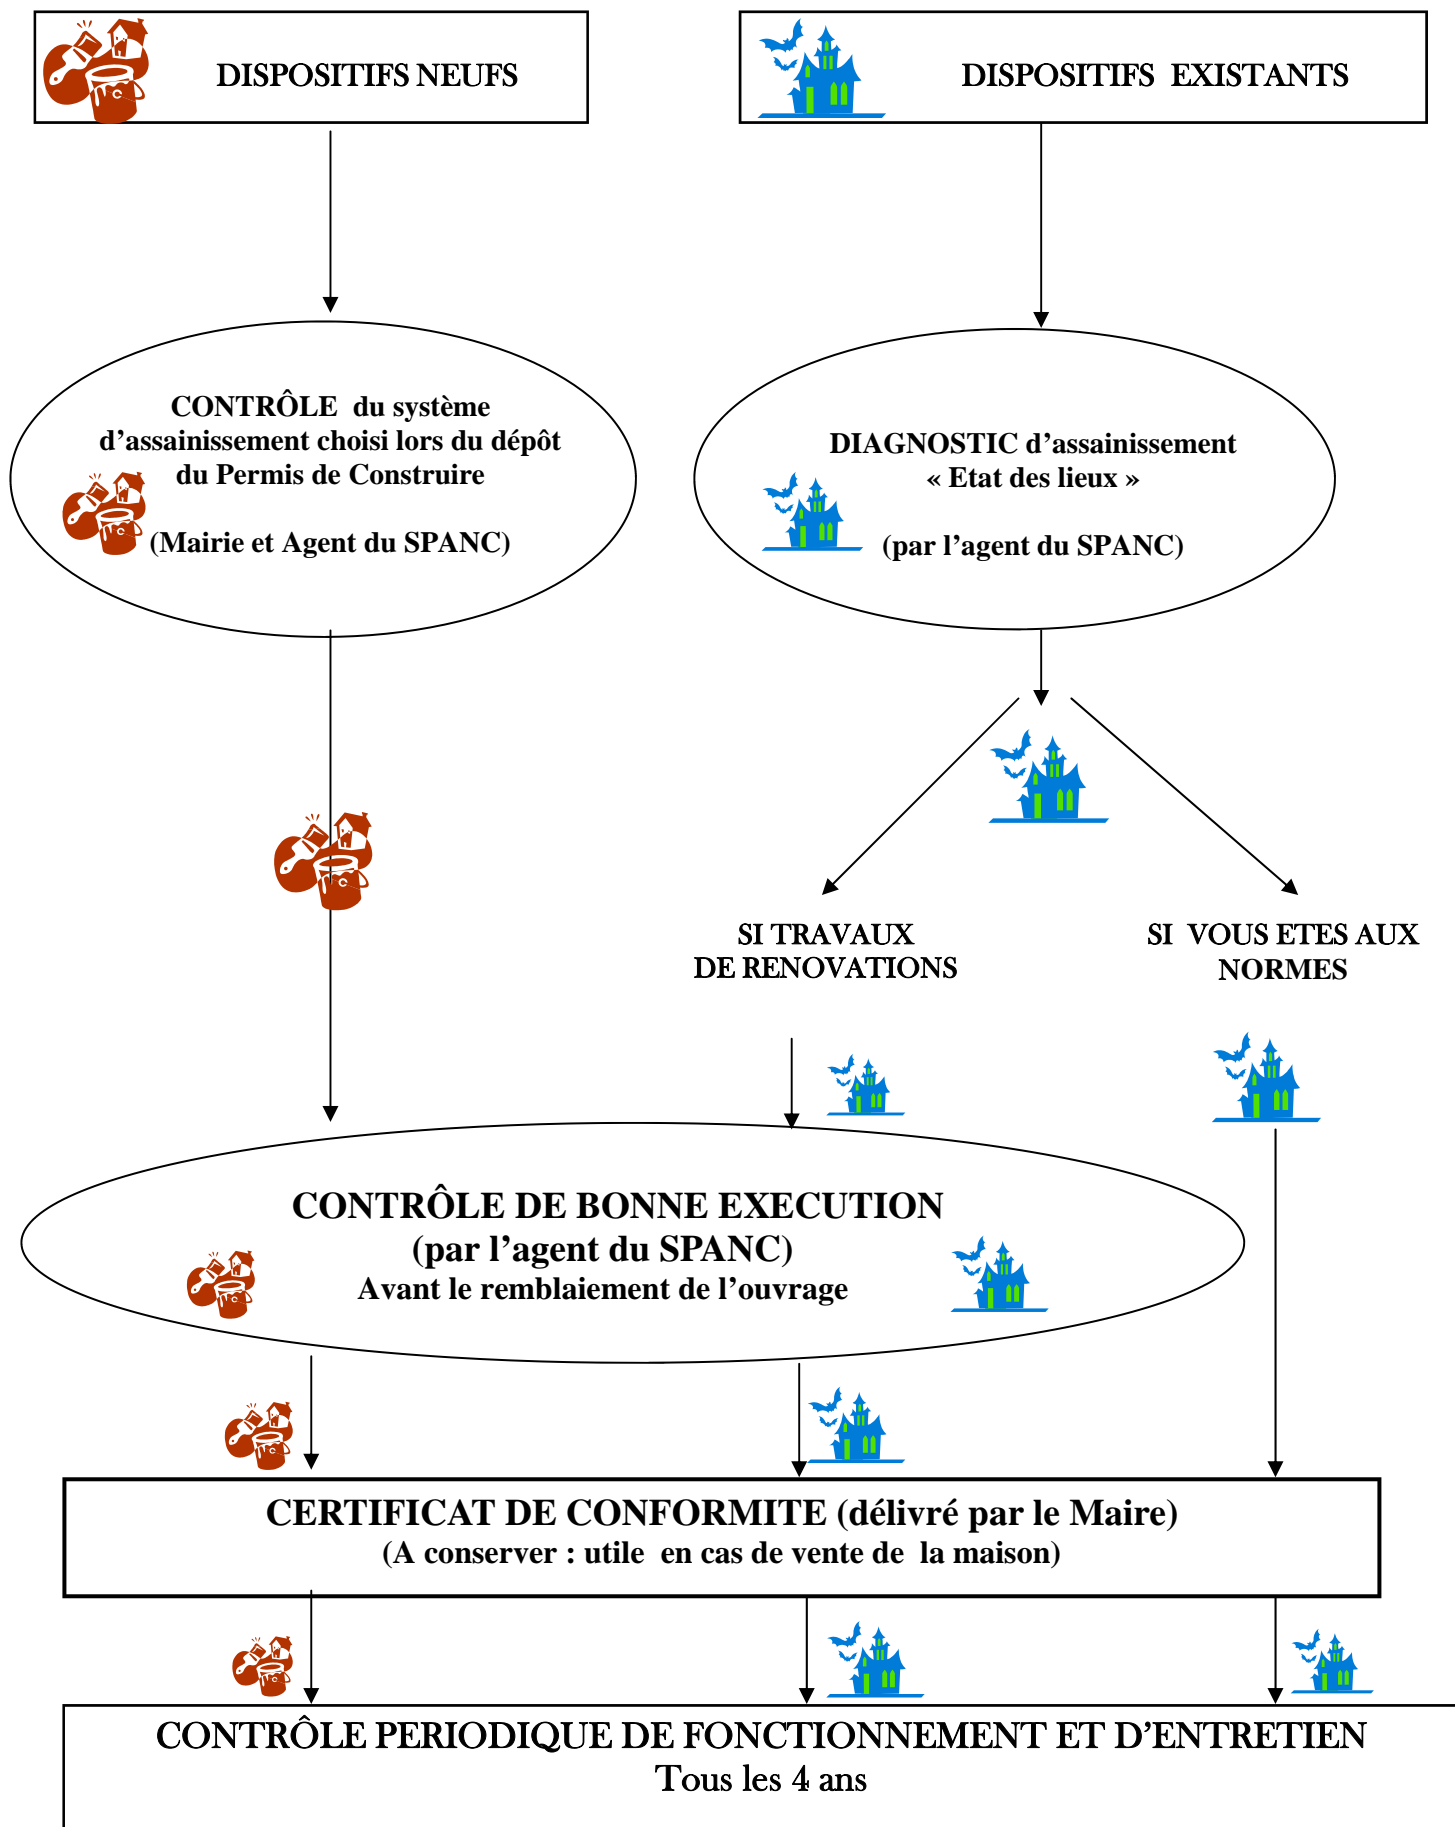 DISPOSITIFS NEUFS
DISPOSITIFS EXISTANTS
CONTRÔLE du système
d’assainissement choisi lors du dépôt
du Permis de Construire
(Mairie et Agent du SPANC)
DIAGNOSTIC d’assainissement
« Etat des lieux »
(par l’agent du SPANC)
SI TRAVAUX
DE RENOVATIONS
SI VOUS ETES AUX
NORMES
CONTRÔLE DE BONNE EXECUTION
(par l’agent du SPANC)
Avant le remblaiement de l’ouvrage
CERTIFICAT DE CONFORMITE (délivré par le Maire)
(A conserver : utile en cas de vente de la maison)
CONTRÔLE PERIODIQUE DE FONCTIONNEMENT ET D’ENTRETIEN
Tous les 4 ans